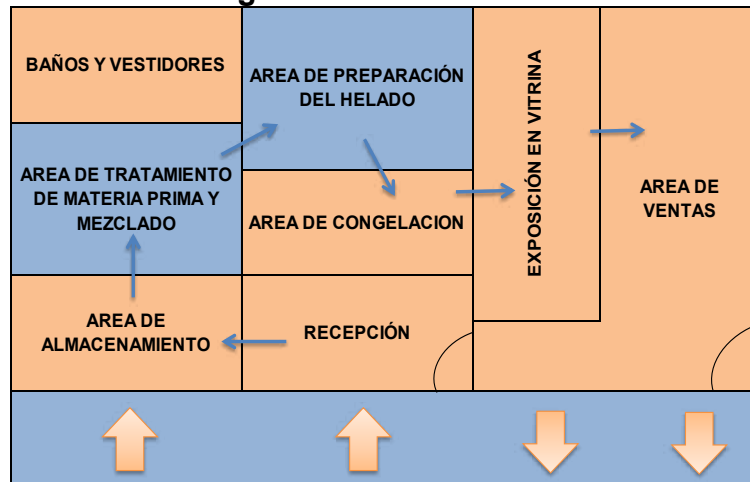 BAÑOS Y VESTIDORES
AREA DE PREPARACIÓN
DEL HELADO
EXPOSICIÓN EN VITRINA
AREA DE TRATAMIENTO
DE MATERIA PRIMA Y
MEZCLADO
AREA DE CONGELACION
AREA DE
VENTAS
AREA DE
ALMACENAMIENTO
RECEPCIÓN